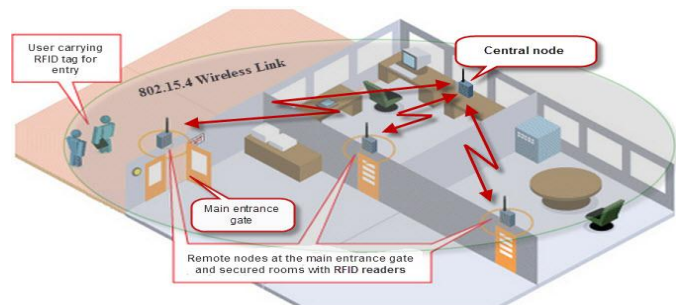 User carrying
RFID tag for
entry
802.15.4 Wireless Link
Central node
Main entrance
gate
Remote nodes at the main entrance gate
and secured rooms with RFID readers